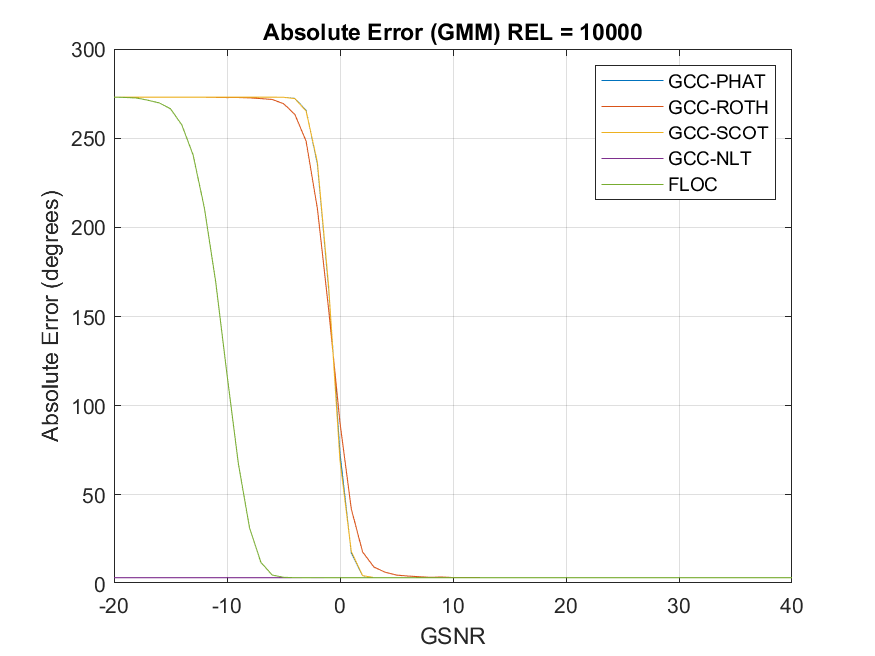 Absolute Error (GMM) REL = 10000
300
250
200
150
100
50
0
Absolute Error (degrees)
-20 -10 0 10 20 30 40
GSNR
GCC-PHAT
GCC-ROTH
GCC-SCOT
GCC-NLT
FLOC